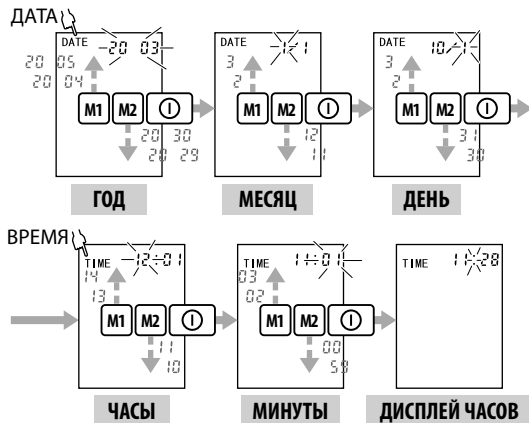 ДАТА
DATE 20 03
20 05
20 04
M1 M2
20 30
20 29
ГОД
DATE 1/1
3
2
M1 M2
12
11
МЕСЯЦ
DATE 10/1
3
2
M1 M2
31
30
ДЕНЬ
ВРЕМЯ
TIME 12:01
14
13
M1 M2
11
10
ЧАСЫ
TIME 11:01
03
02
M1 M2
00
59
МИНУТЫ
TIME 11:28
ДИСПЛЕЙ ЧАСОВ